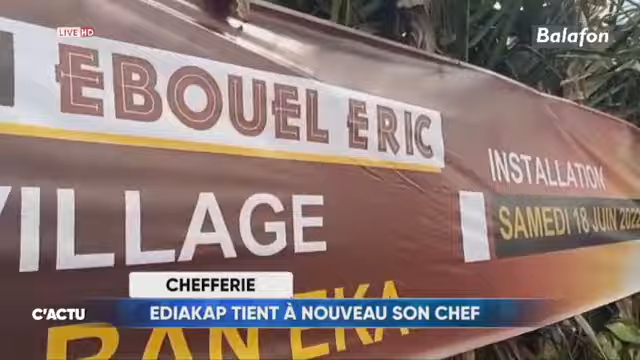 LIVE HD
Balafon
EBOUEL ERIC
INSTALLATION
SAMEDI 18 JUIN 2022
VILLAGE
CHEFFERIE
C'ACTU
EDIAKAP TIENT À NOUVEAU SON CHEF